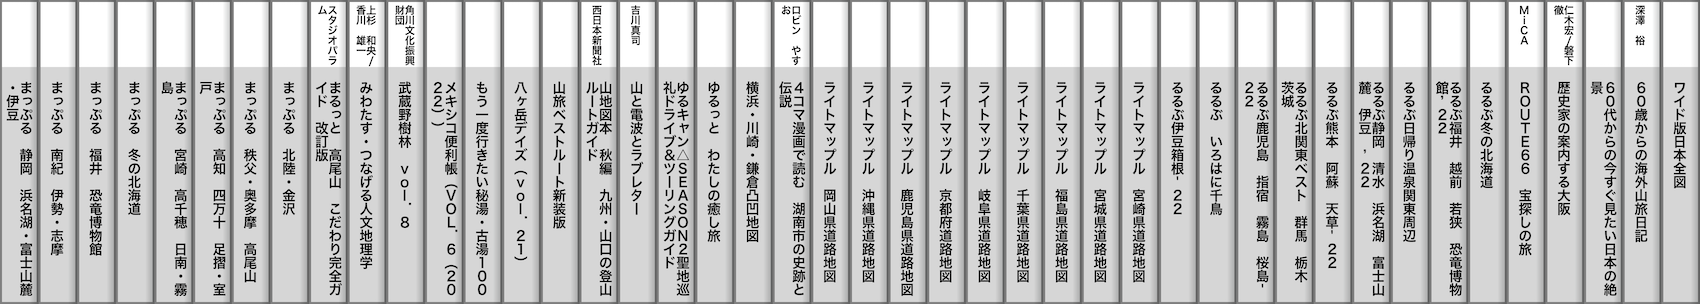 ワイド版日本全図
深澤　裕
６０歳からの海外山旅日記
６０代からの今すぐ見たい日本の絶
景
仁木宏/磐下
徹
歴史家の案内する大阪
ＭｉＣＡ
ＲＯＵＴＥ６６　宝探しの旅
るるぶ冬の北海道
るるぶ福井　越前　若狭　恐竜博物
館’２２
るるぶ日帰り温泉関東周辺
るるぶ静岡　清水　浜名湖　富士山
麓　伊豆　’２２
るるぶ熊本　阿蘇　天草’２２
るるぶ北関東ベスト　群馬　栃木
茨城
るるぶ鹿児島　指宿　霧島　桜島’
２２
るるぶ　いろはに千鳥
るるぶ伊豆箱根’２２
ライトマップル　宮崎県道路地図
ライトマップル　宮城県道路地図
ライトマップル　福島県道路地図
ライトマップル　千葉県道路地図
ライトマップル　岐阜県道路地図
ライトマップル　京都府道路地図
ライトマップル　鹿児島県道路地図
ライトマップル　沖縄県道路地図
ライトマップル　岡山県道路地図
ロビン　やす
お
４コマ漫画で読む　湖南市の史跡と
伝説
横浜・川崎・鎌倉凸凹地図
ゆるっと　わたしの癒し旅
ゆるキャン△ＳＥＡＳＯＮ２聖地巡
礼ドライブ＆ツーリングガイド
吉川真司
山と電波とラブレター
西日本新聞社
山地図本　秋編　九州・山口の登山
ルートガイド
山旅ベストルート新装版
八ヶ岳デイズ（ｖｏｌ．２１）
もう一度行きたい秘湯・古湯１００
メキシコ便利帳（ＶＯＬ．６（２０
２２））
角川文化振興
財団
武蔵野樹林　ｖｏｌ．８
上杉　和央/
香川　雄一
みわたす・つなげる人文地理学
スタジオパラ
ム
まるっと　高尾山　こだわり完全ガ
イド　改訂版
まっぷる　北陸・金沢
まっぷる　秩父・奥多摩　高尾山
まっぷる　高知　四万十　足摺・室
戸
まっぷる　宮崎　高千穂　日南・霧
島
まっぷる　冬の北海道
まっぷる　福井　恐竜博物館
まっぷる　南紀　伊勢・志摩
まっぷる　静岡　浜名湖・富士山麓
・伊豆